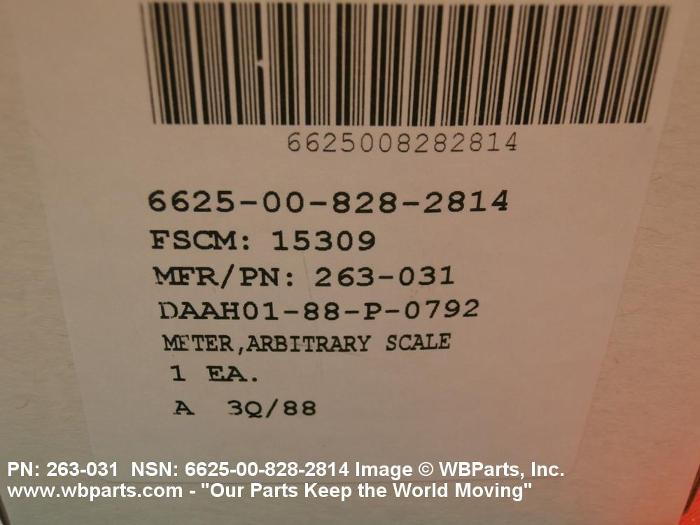 6625008282814
6625-00-828-2814
FSCM: 15309
MFR/PN: 263-031
DAAH01-88-P-0792
METER,ARBITRARY SCALE
1 EA.
A 3Q/88
PN: 263-031 NSN: 6625-00-828-2814 Image © WBParts, Inc.
www.wbparts.com - "Our Parts Keep the World Moving"